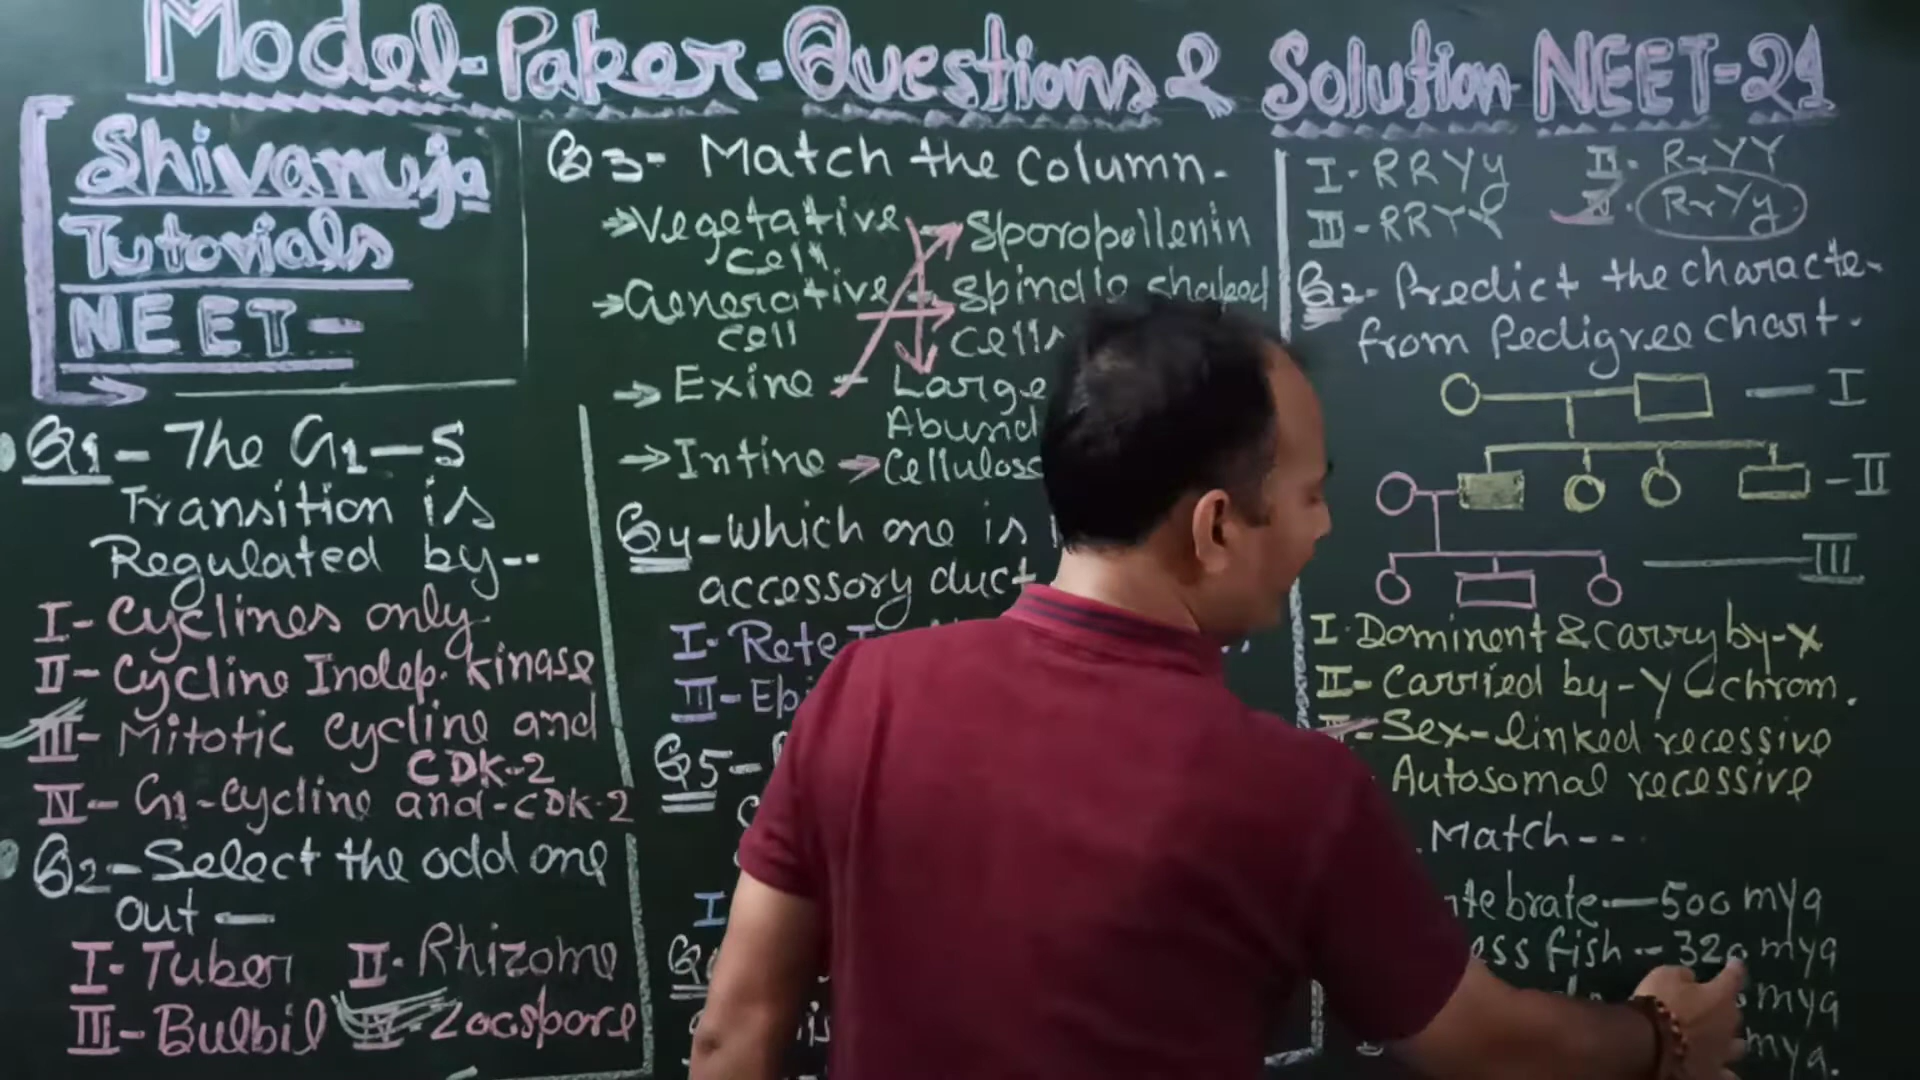 Model-Paker-Questions & Solution NEET-21
Shivanuja
Tutorials
NEET-
Q1- The G1-S
Transition is
Regulated by--
I- Cyclines only
II- Cycline Indep. kinase
III- Mitotic cycline and
CDK-2
IV- G1-cycline and-CDK-2
Q2- Select the odd one
out-
I. Tuber II. Rhizome
III- Bulbil IV- Zoospore
Q3- Match the column.
Vegetative cell → Sporopollenin
Generative cell → spindle shaped cells
→ Exine - Large
Abund
→ Intine → Cellulose
Q4- which one is
accessory duct
I. Rete
III- Ep
Q5-
I
I. RRYy II. RrYY
III- RRYY IV. RrYy
Q2- Predict the characte-
from Pedigree chart.
I
II
III
I. Dominent & carry by-X
II- Carried by-Y-chrom.
- Sex-linked recessive
Autosomal recessive
. Match---
tebrate - 500 mya
ess fish - 320 mya
mya
mya.